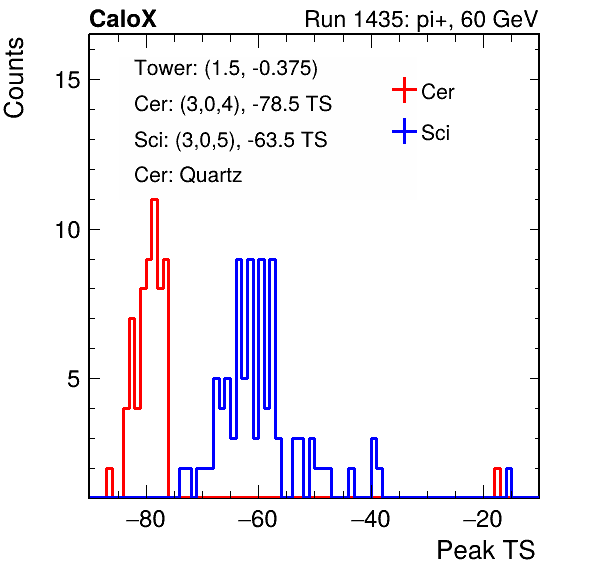 CaloX Run 1435: pi+, 60 GeV
Counts
Tower: (1.5, -0.375)
Cer: (3,0,4), -78.5 TS
Sci: (3,0,5), -63.5 TS
Cer: Quartz
Cer
Sci
15
10
5
−80 −60 −40 −20
Peak TS